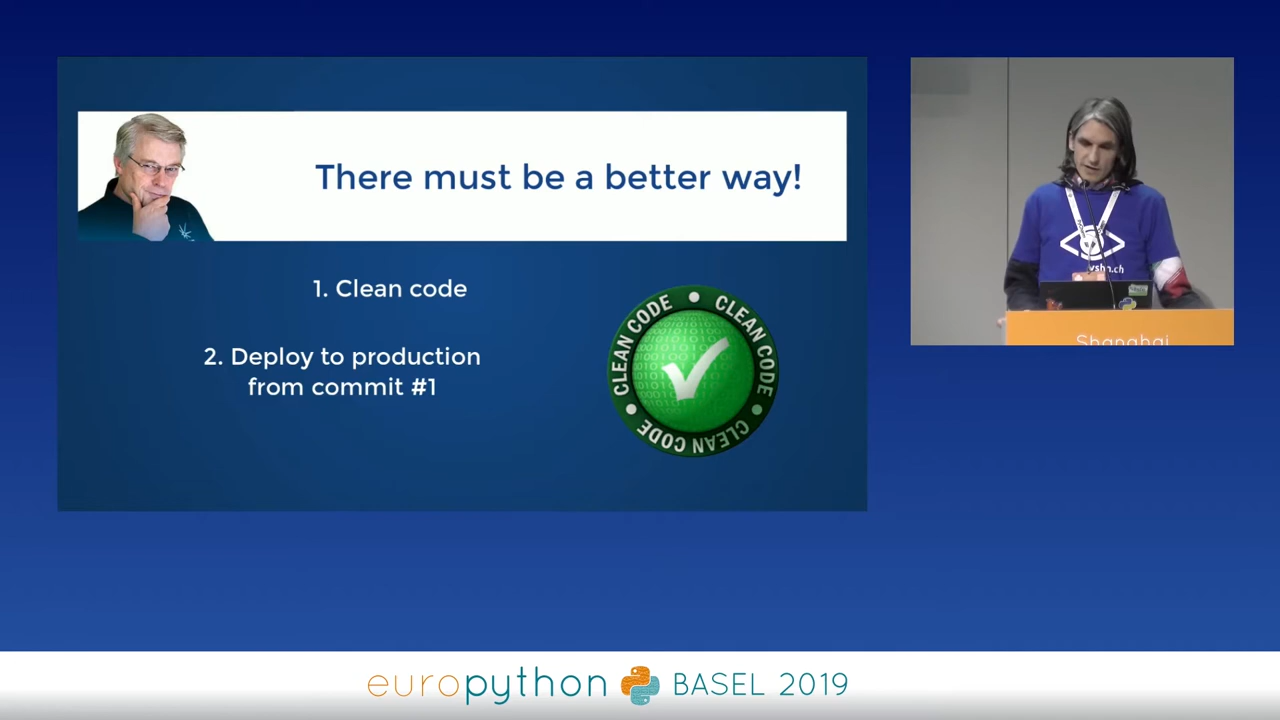 There must be a better way!
1. Clean code
2. Deploy to production
from commit #1
CLEAN CODE
CLEAN CODE
CLEAN CODE
Shanghai
europython BASEL 2019